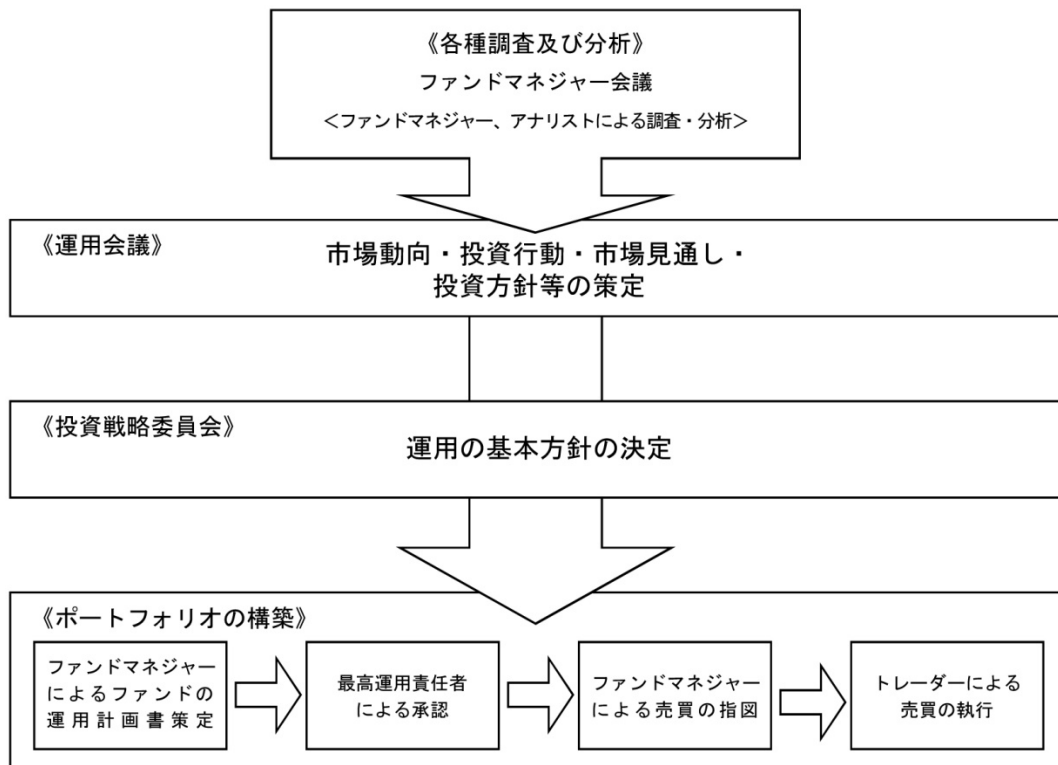 《各種調査及び分析》
ファンドマネジャー会議
＜ファンドマネジャー、アナリストによる調査・分析＞
《運用会議》
市場動向・投資行動・市場見通し・
投資方針等の策定
《投資戦略委員会》
運用の基本方針の決定
《ポートフォリオの構築》
ファンドマネジャー
によるファンドの
運用計画書策定
最高運用責任者
による承認
ファンドマネジャー
による売買の指図
トレーダーによる
売買の執行